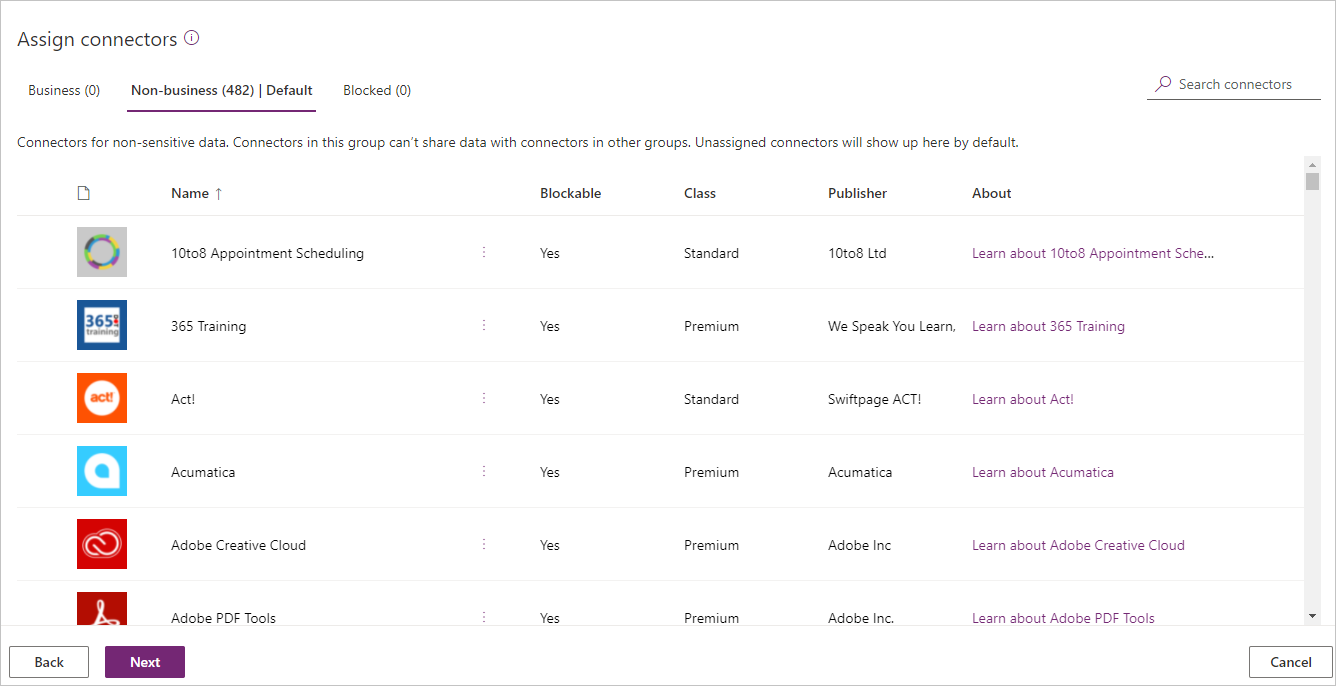 Assign connectors
Business (0) Non-business (482) | Default Blocked (0) Search connectors
Connectors for non-sensitive data. Connectors in this group can’t share data with connectors in other groups. Unassigned connectors will show up here by default.
Name ↑ Blockable Class Publisher About
10to8 Appointment Scheduling Yes Standard 10to8 Ltd Learn about 10to8 Appointment Sche...
365 training 365 Training Yes Premium We Speak You Learn, Learn about 365 Training
act! Act! Yes Standard Swiftpage ACT! Learn about Act!
Acumatica Yes Premium Acumatica Learn about Acumatica
Adobe Creative Cloud Yes Premium Adobe Inc Learn about Adobe Creative Cloud
Adobe PDF Tools Yes Premium Adobe Inc. Learn about Adobe PDF Tools
Back Next Cancel